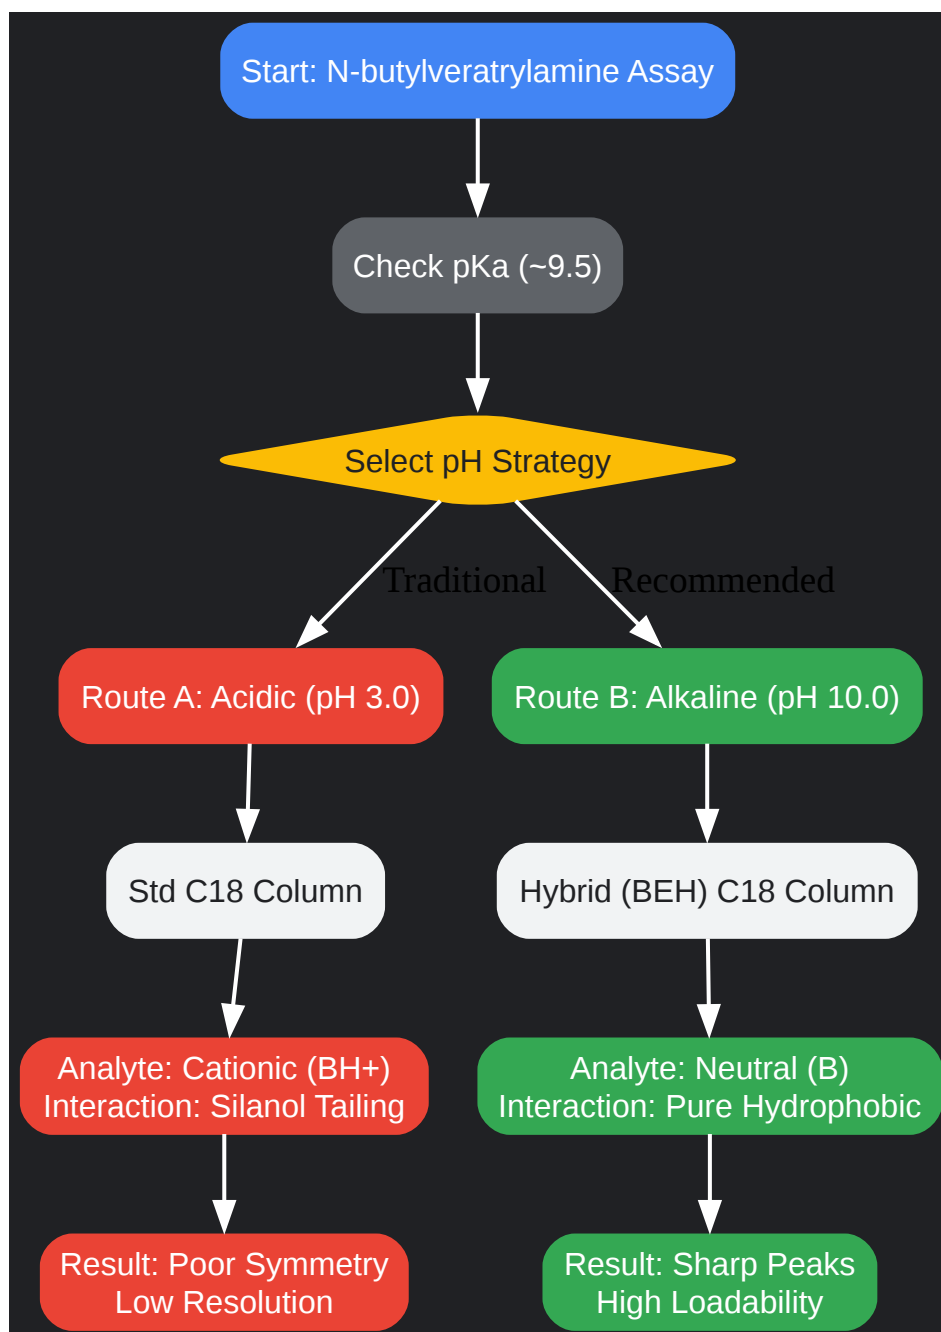 Start: N-butylveratrylamine Assay
Check pKa (~9.5)
Select pH Strategy
Traditional
Recommended
Route A: Acidic (pH 3.0)
Route B: Alkaline (pH 10.0)
Std C18 Column
Hybrid (BEH) C18 Column
Analyte: Cationic (BH+)
Interaction: Silanol Tailing
Analyte: Neutral (B)
Interaction: Pure Hydrophobic
Result: Poor Symmetry
Low Resolution
Result: Sharp Peaks
High Loadability